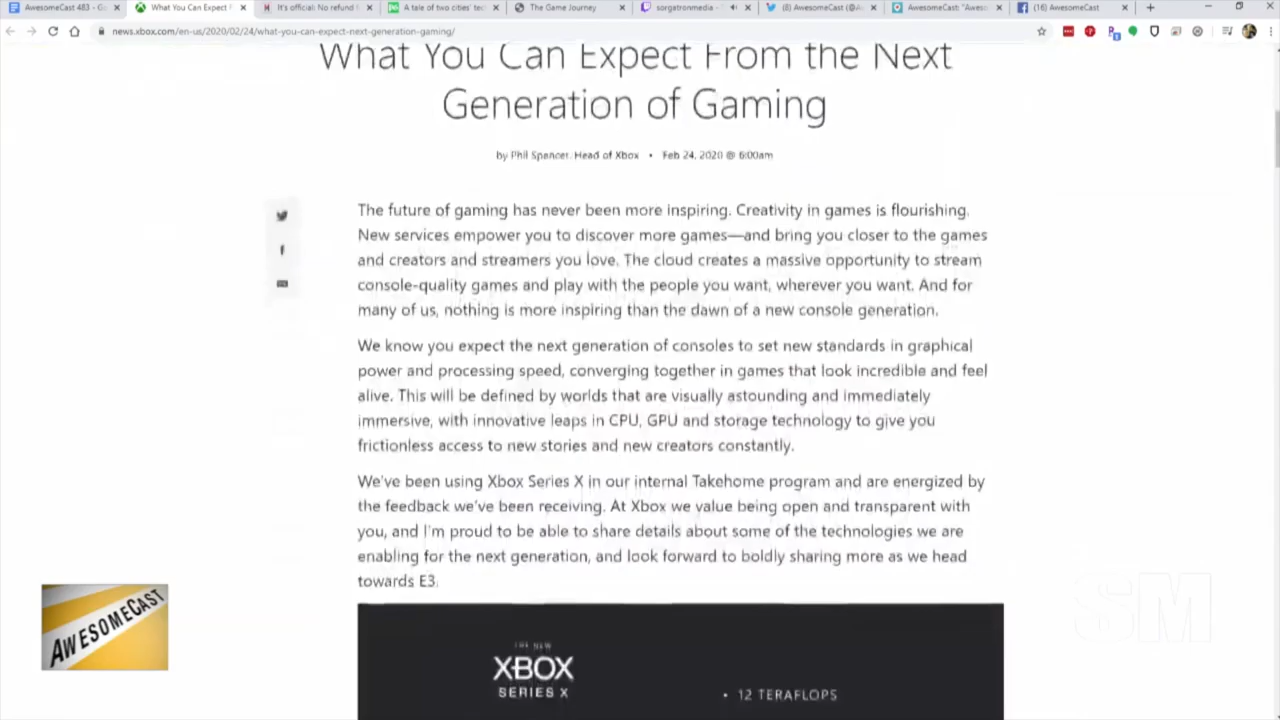 AwesomeCast 483 - Go
What You Can Expect F
It's official: No refund
A tale of two cities' tec
The Game Journey
sorgatronmedia -
(8) AwesomeCast (@A
AwesomeCast: "Aweso
(16) AwesomeCast
news.xbox.com/en-us/2020/02/24/what-you-can-expect-next-generation-gaming/
What You Can Expect From the Next
Generation of Gaming
by Phil Spencer, Head of Xbox • Feb 24, 2020 @ 6:00am
The future of gaming has never been more inspiring. Creativity in games is flourishing.
New services empower you to discover more games—and bring you closer to the games
and creators and streamers you love. The cloud creates a massive opportunity to stream
console-quality games and play with the people you want, wherever you want. And for
many of us, nothing is more inspiring than the dawn of a new console generation.
We know you expect the next generation of consoles to set new standards in graphical
power and processing speed, converging together in games that look incredible and feel
alive. This will be defined by worlds that are visually astounding and immediately
immersive, with innovative leaps in CPU, GPU and storage technology to give you
frictionless access to new stories and new creators constantly.
We've been using Xbox Series X in our internal Takehome program and are energized by
the feedback we've been receiving. At Xbox we value being open and transparent with
you, and I'm proud to be able to share details about some of the technologies we are
enabling for the next generation, and look forward to boldly sharing more as we head
towards E3.
AWESOMECAST
SM
THE NEW
XBOX
SERIES X
• 12 TERAFLOPS